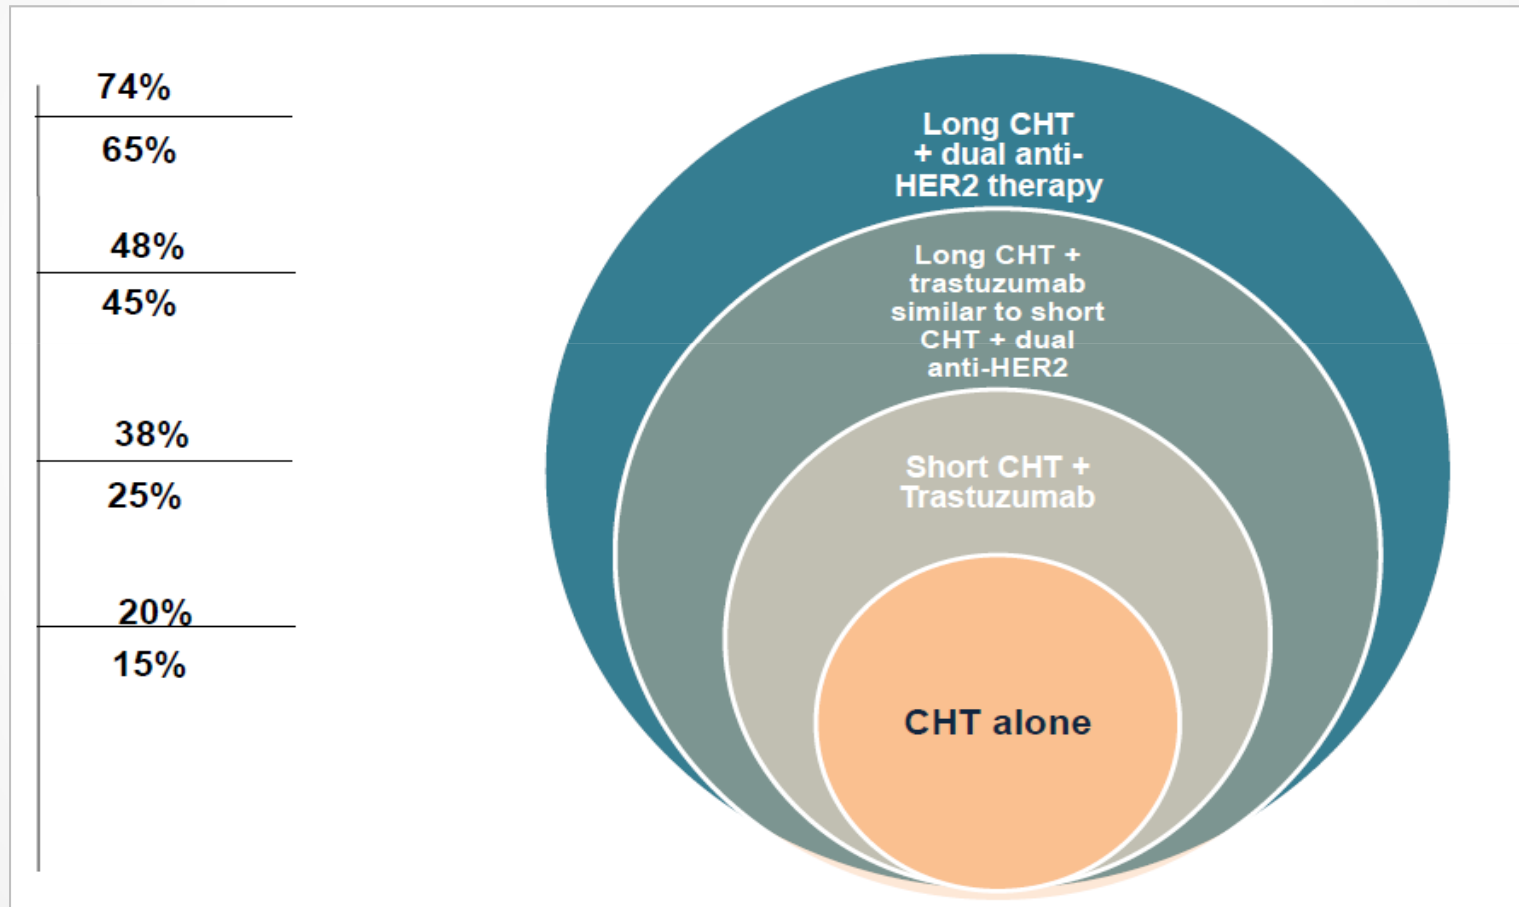 74%
65%
48%
45%
38%
25%
20%
15%
Long CHT
+ dual anti-
HER2 therapy
Long CHT +
trastuzumab
similar to short
CHT + dual
anti-HER2
Short CHT +
Trastuzumab
CHT alone